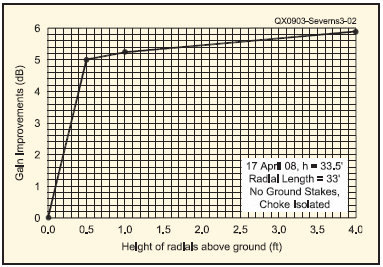 QX0903-Severns3-02
Gain Improvements (dB)
6
5
4
3
2
1
0
17 April 08, h = 33.5'
Radial Length = 33'
No Ground Stakes,
Choke Isolated
0.0 0.5 1.0 1.5 2.0 2.5 3.0 3.5 4.0
Height of radials above ground (ft)